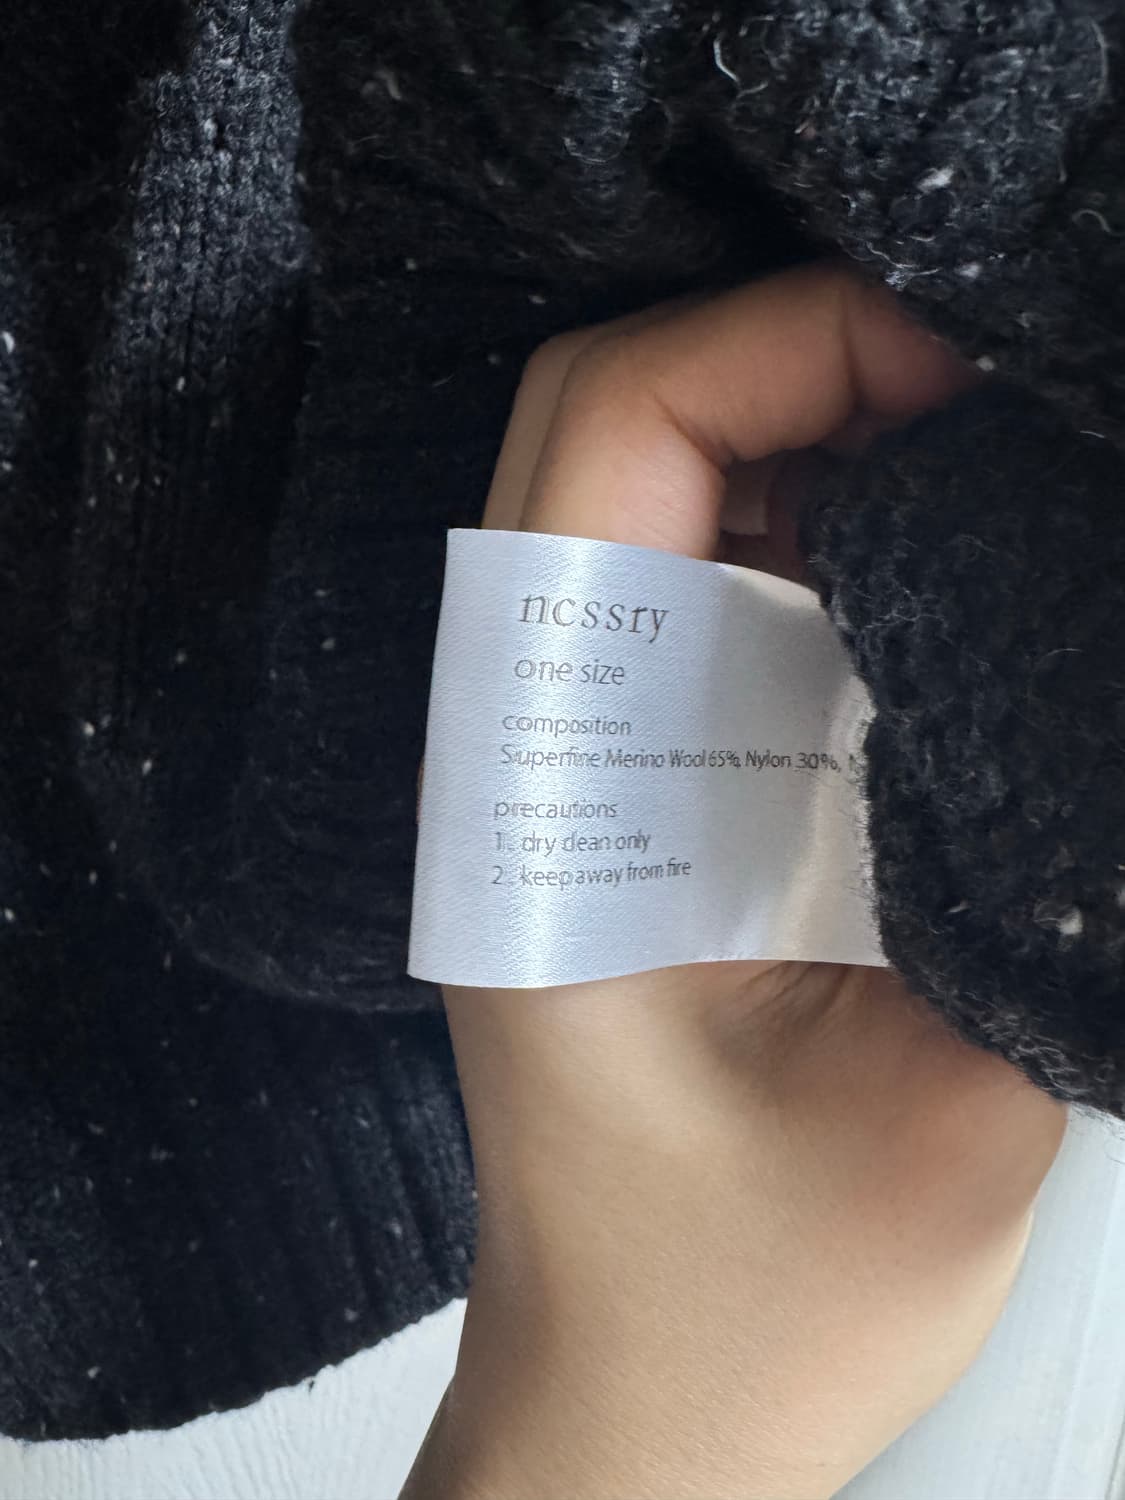 ncssry
one size
composition
Superfine Merino Wool 65%, Nylon 30%,
precautions
1. dry clean only
2. keep away from fire